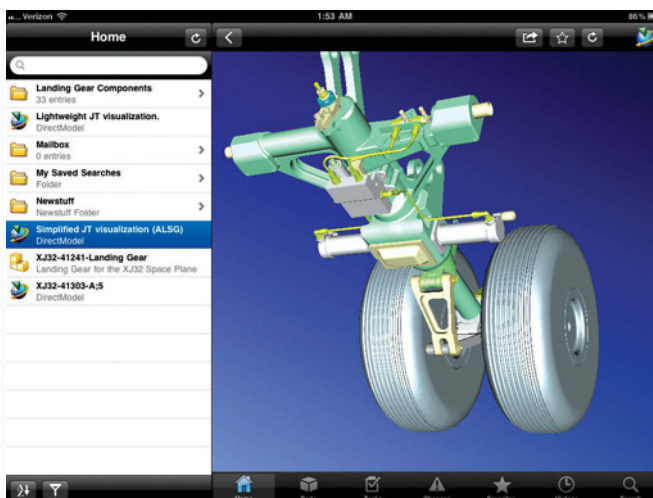 Verizon
1:53 AM
86%
Home
Landing Gear Components
33 entries
Lightweight JT visualization.
DirectModel
Mailbox
0 entries
My Saved Searches
Folder
Newstuff
Newstuff Folder
Simplified JT visualization (ALSG)
DirectModel
XJ32-41241-Landing Gear
Landing Gear for the XJ32 Space Plane
XJ32-41303-A;5
DirectModel